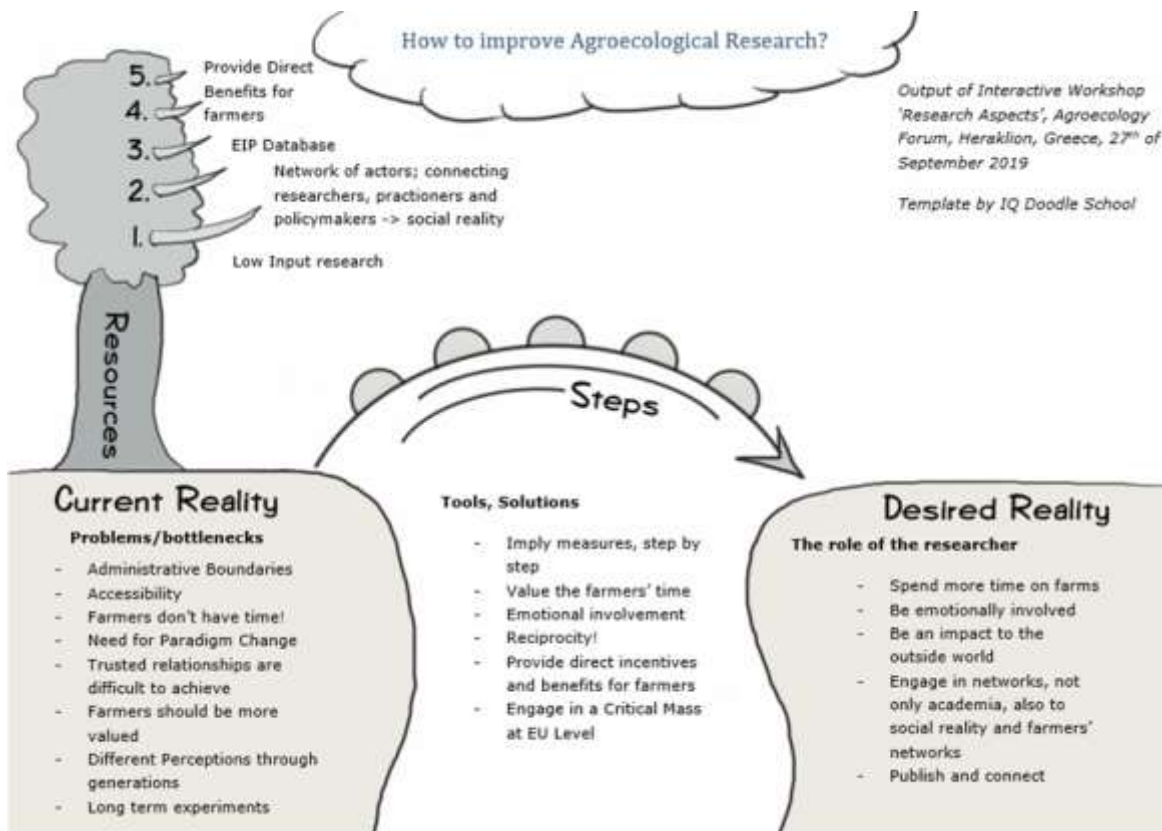 How to improve Agroecological Research?
Output of Interactive Workshop
'Research Aspects', Agroecology
Forum, Heraklion, Greece, 27th of
September 2019
Template by IQ Doodle School
5.
Provide Direct
Benefits for
farmers
4.
3.
EIP Database
2.
Network of actors; connecting
researchers, practioners and
policymakers -> social reality
1.
Low Input research
Resources
Steps
Current Reality
Problems/bottlenecks
- Administrative Boundaries
- Accessibility
- Farmers don't have time!
- Need for Paradigm Change
- Trusted relationships are
difficult to achieve
- Farmers should be more
valued
- Different Perceptions through
generations
- Long term experiments
Tools, Solutions
- Imply measures, step by
step
- Value the farmers' time
- Emotional involvement
- Reciprocity!
- Provide direct incentives
and benefits for farmers
- Engage in a Critical Mass
at EU Level
Desired Reality
The role of the researcher
- Spend more time on farms
- Be emotionally involved
- Be an impact to the
outside world
- Engage in networks, not
only academia, also to
social reality and farmers'
networks
- Publish and connect